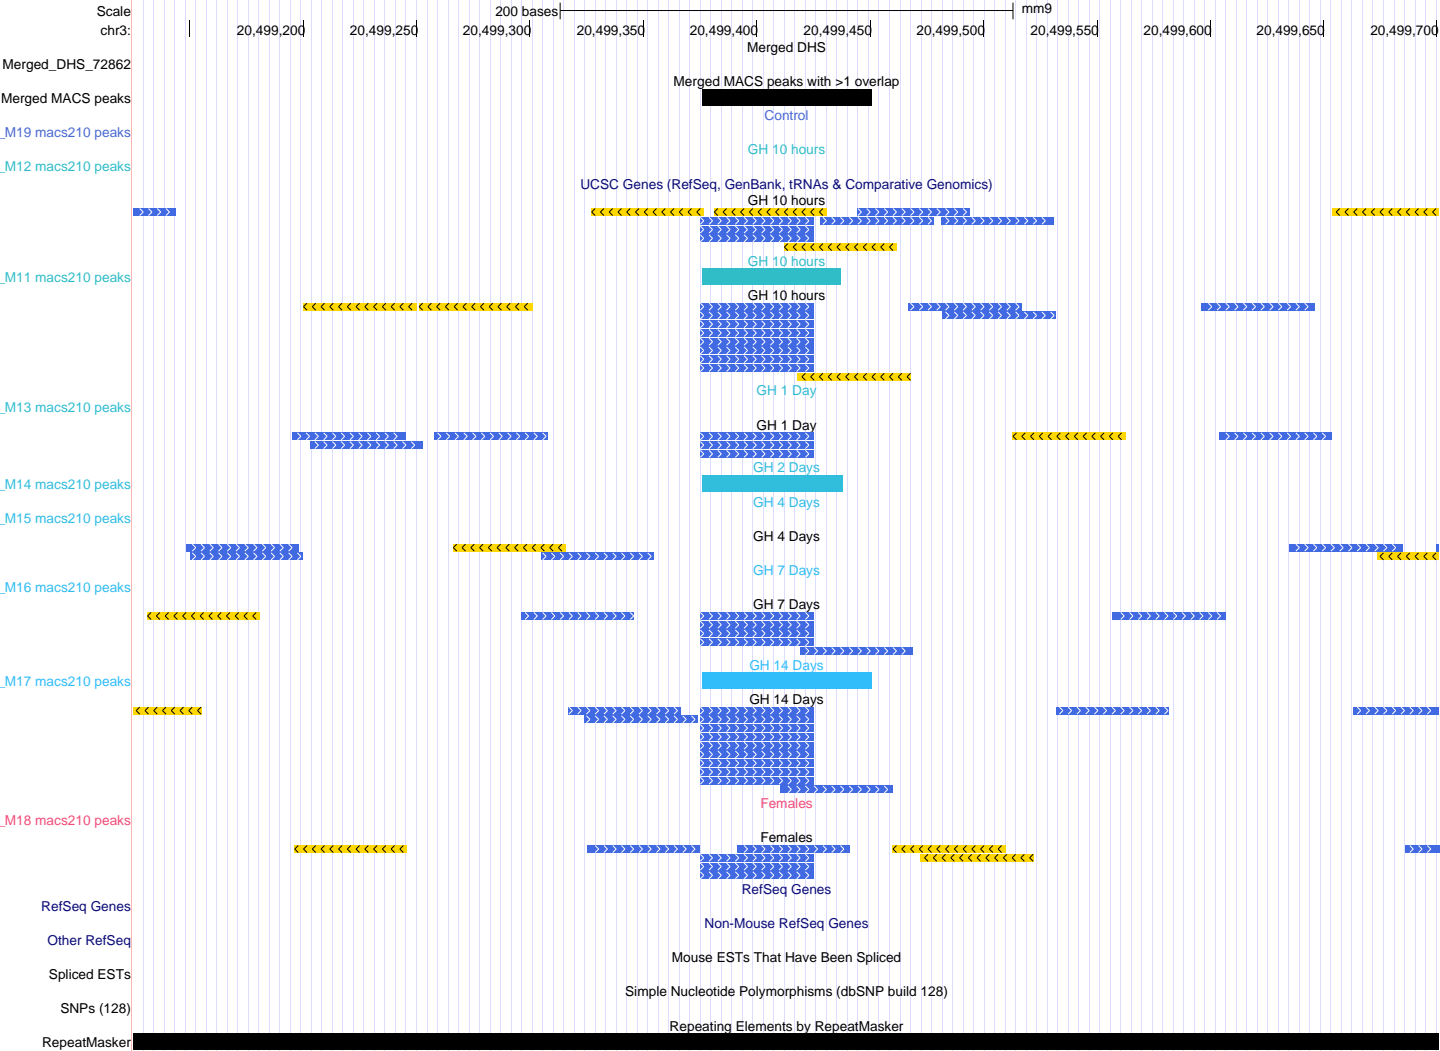 Scale 200 bases mm9
chr3: 20,499,200 20,499,250 20,499,300 20,499,350 20,499,400 20,499,450 20,499,500 20,499,550 20,499,600 20,499,650 20,499,700
Merged DHS
Merged_DHS_72862
Merged MACS peaks with >1 overlap
Merged MACS peaks
Control
_M19 macs210 peaks
GH 10 hours
_M12 macs210 peaks
UCSC Genes (RefSeq, GenBank, tRNAs & Comparative Genomics)
GH 10 hours
GH 10 hours
_M11 macs210 peaks
GH 10 hours
GH 1 Day
_M13 macs210 peaks
GH 1 Day
GH 2 Days
_M14 macs210 peaks
GH 4 Days
_M15 macs210 peaks
GH 4 Days
GH 7 Days
_M16 macs210 peaks
GH 7 Days
GH 14 Days
_M17 macs210 peaks
GH 14 Days
Females
_M18 macs210 peaks
Females
RefSeq Genes
RefSeq Genes
Non-Mouse RefSeq Genes
Other RefSeq
Mouse ESTs That Have Been Spliced
Spliced ESTs
Simple Nucleotide Polymorphisms (dbSNP build 128)
SNPs (128)
Repeating Elements by RepeatMasker
RepeatMasker